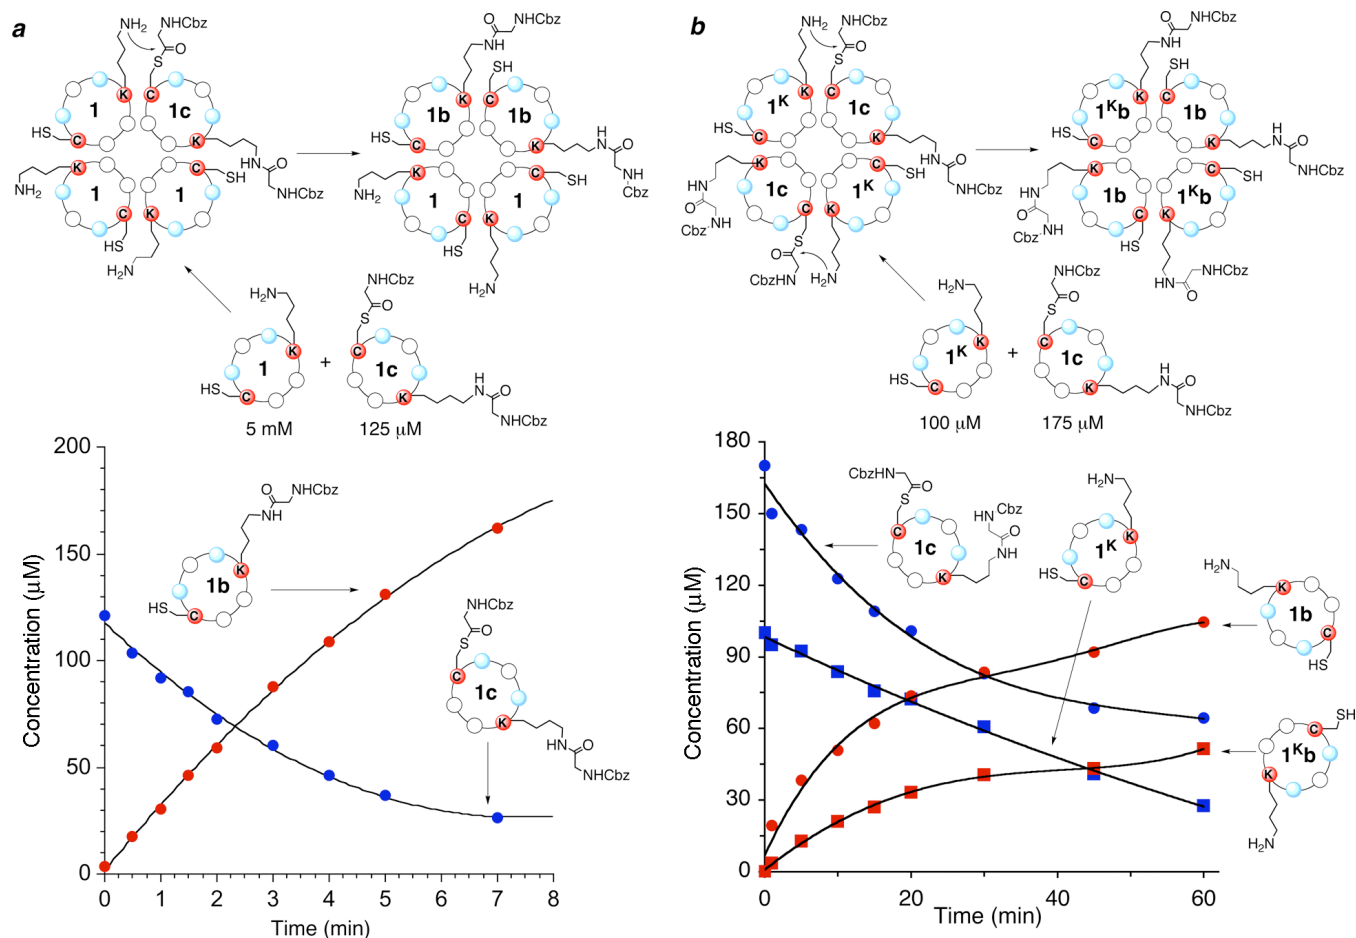 a
NH₂
NHCbz
O
S
K
C
1
1c
HS
C
K
H
N
O
NHCbz
K
C
SH
NH₂
1
1
C
K
HS
H₂N
NHCbz
O
NH
SH
K
C
1b
1b
HS
C
K
H
N
O
NH
Cbz
K
C
SH
NH₂
1
1
C
K
HS
H₂N
H₂N
NHCbz
O
S
K
C
1
+
1c
HS
C
K
H
N
O
NHCbz
5 mM
125 μM
200
150
100
50
0
Concentration (μM)
0 1 2 3 4 5 6 7 8
Time (min)
O
NHCbz
NH
K
1b
HS
C
NHCbz
O
S
C
1c
K
NH
O
NHCbz
b
NH₂
NHCbz
O
S
K
C
1ᴷ
1c
HS
C
K
H
N
O
NHCbz
K
C
SH
NH
O
NH
Cbz
1c
1ᴷ
C
K
S
O
CbzHN
H₂N
NHCbz
O
NH
SH
K
C
1ᴷb
1b
HS
C
K
H
N
O
NHCbz
K
C
SH
HN
O
NH
Cbz
1b
1ᴷb
C
K
HS
NHCbz
NH
O
H₂N
NHCbz
O
S
K
C
1ᴷ
+
1c
HS
C
K
H
N
O
NHCbz
100 μM
175 μM
180
150
120
90
60
30
0
Concentration (μM)
0 20 40 60
Time (min)
CbzHN
O
S
C
1c
K
Cbz
HN
O
NH
H₂N
K
1ᴷ
HS
C
H₂N
K
1b
C
HS
SH
C
1ᴷb
K
H₂N